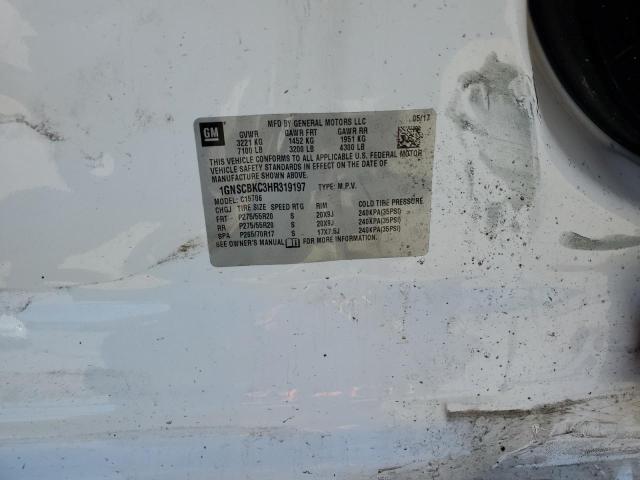 GM
MFD BY GENERAL MOTORS LLC 05/17
GVWR GAWR FRT GAWR RR
3221 KG 1452 KG 1951 KG
7100 LB 3200 LB 4300 LB
THIS VEHICLE CONFORMS TO ALL APPLICABLE U.S. FEDERAL MOTOR
VEHICLE SAFETY STANDARDS IN EFFECT ON THE DATE OF
MANUFACTURE SHOWN ABOVE.
1GNSCBKC3HR319197 TYPE: M.P.V.
MODEL: C15706
CHGJ TIRE SIZE SPEED RTG RIM COLD TIRE PRESSURE
FRT P275/55R20 S 20X9J 240KPA(35PSI)
RR P275/55R20 S 20X9J 240KPA(35PSI)
SPA P265/70R17 S 17X7.5J 240KPA(35PSI)
SEE OWNER'S MANUAL FOR MORE INFORMATION.